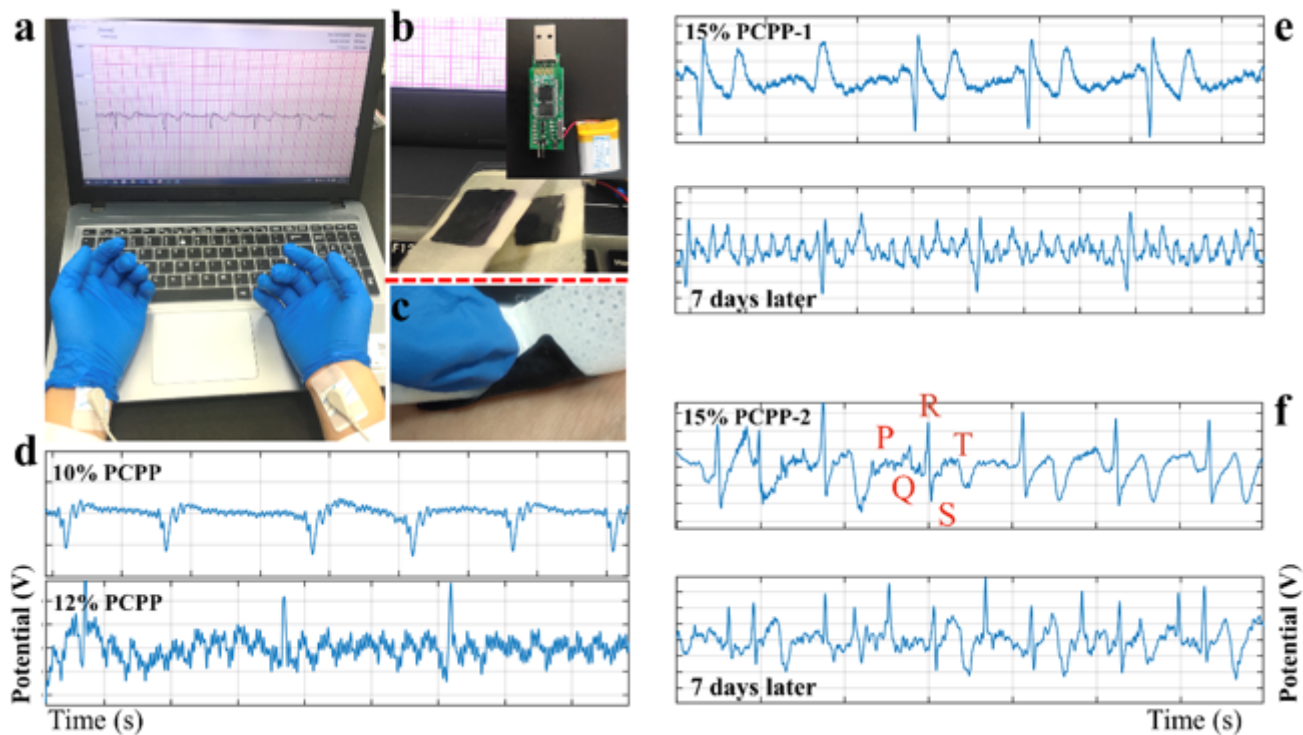 a
b
c
d
10% PCPP
12% PCPP
Potential (V)
Time (s)
e
15% PCPP-1
7 days later
f
15% PCPP-2
P
Q
R
S
T
7 days later
Potential (V)
Time (s)